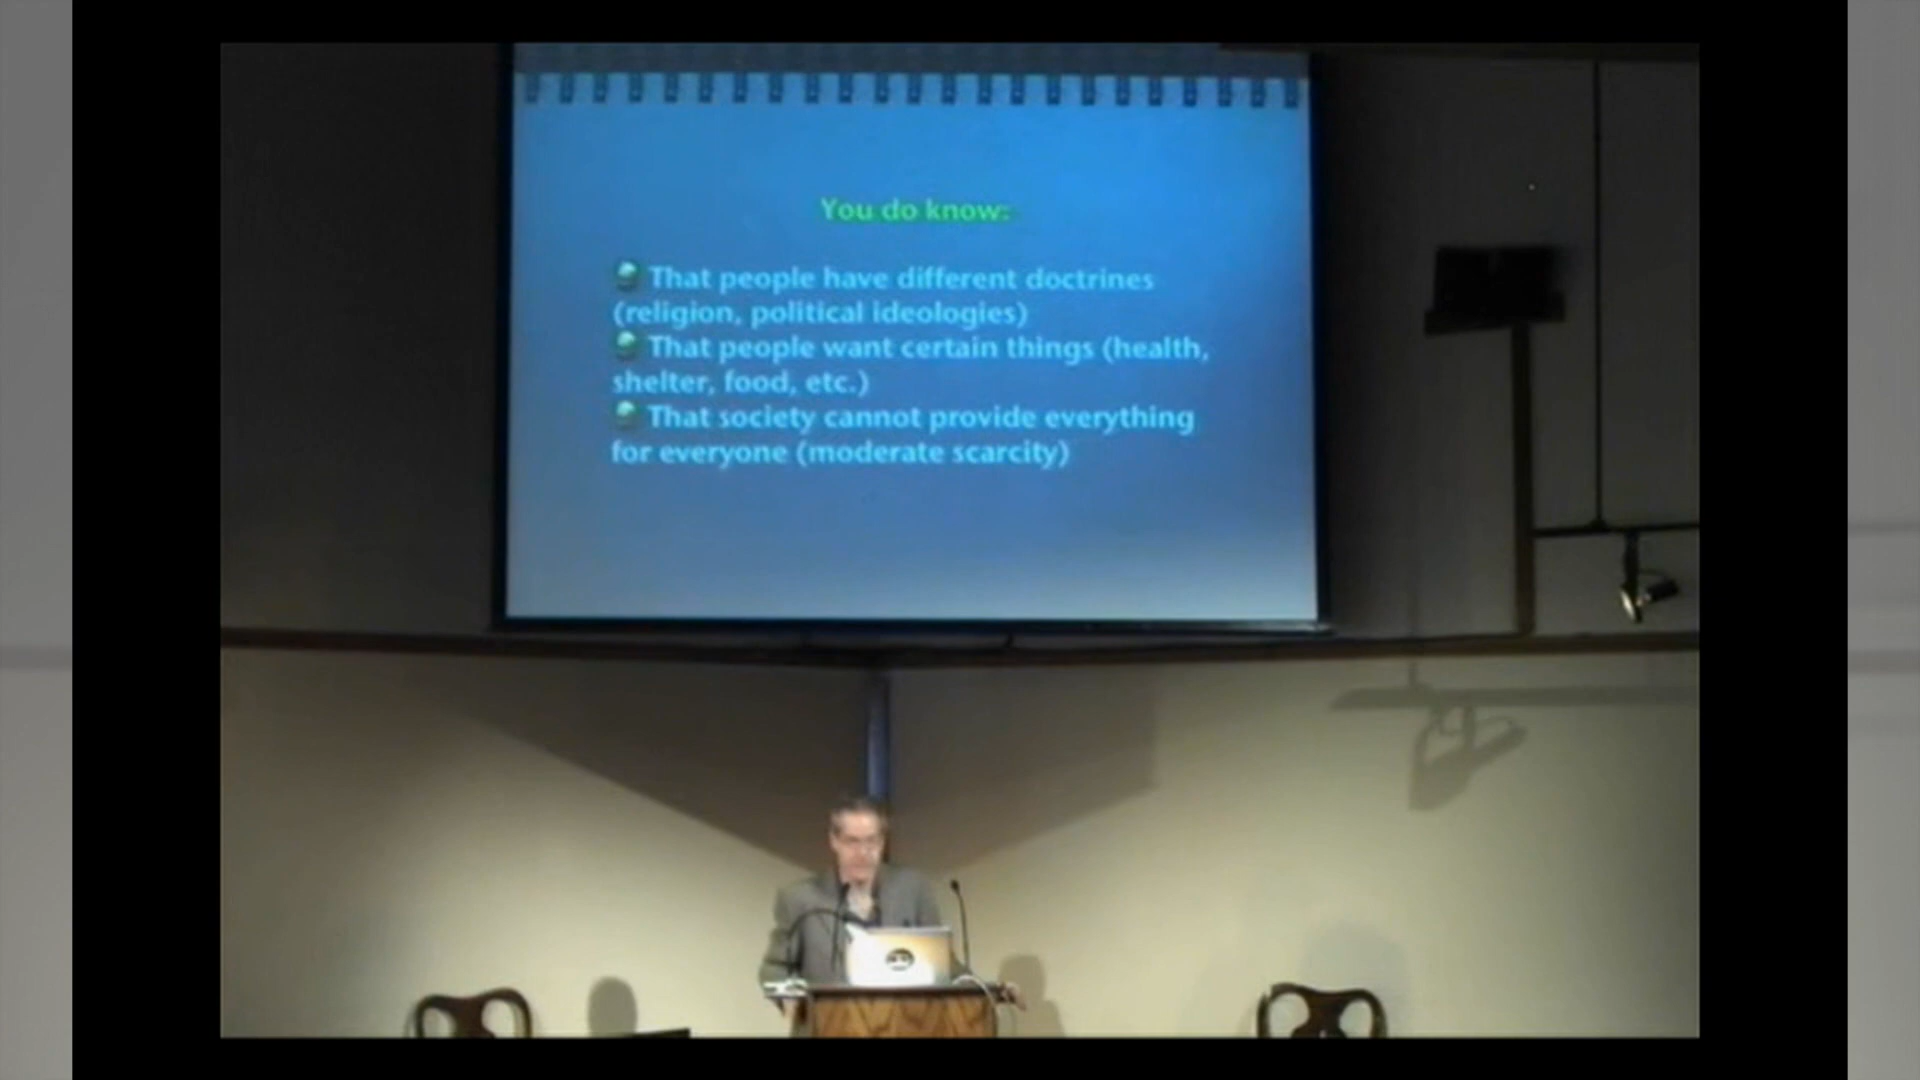 You do know:
That people have different doctrines
(religion, political ideologies)
That people want certain things (health,
shelter, food, etc.)
That society cannot provide everything
for everyone (moderate scarcity)